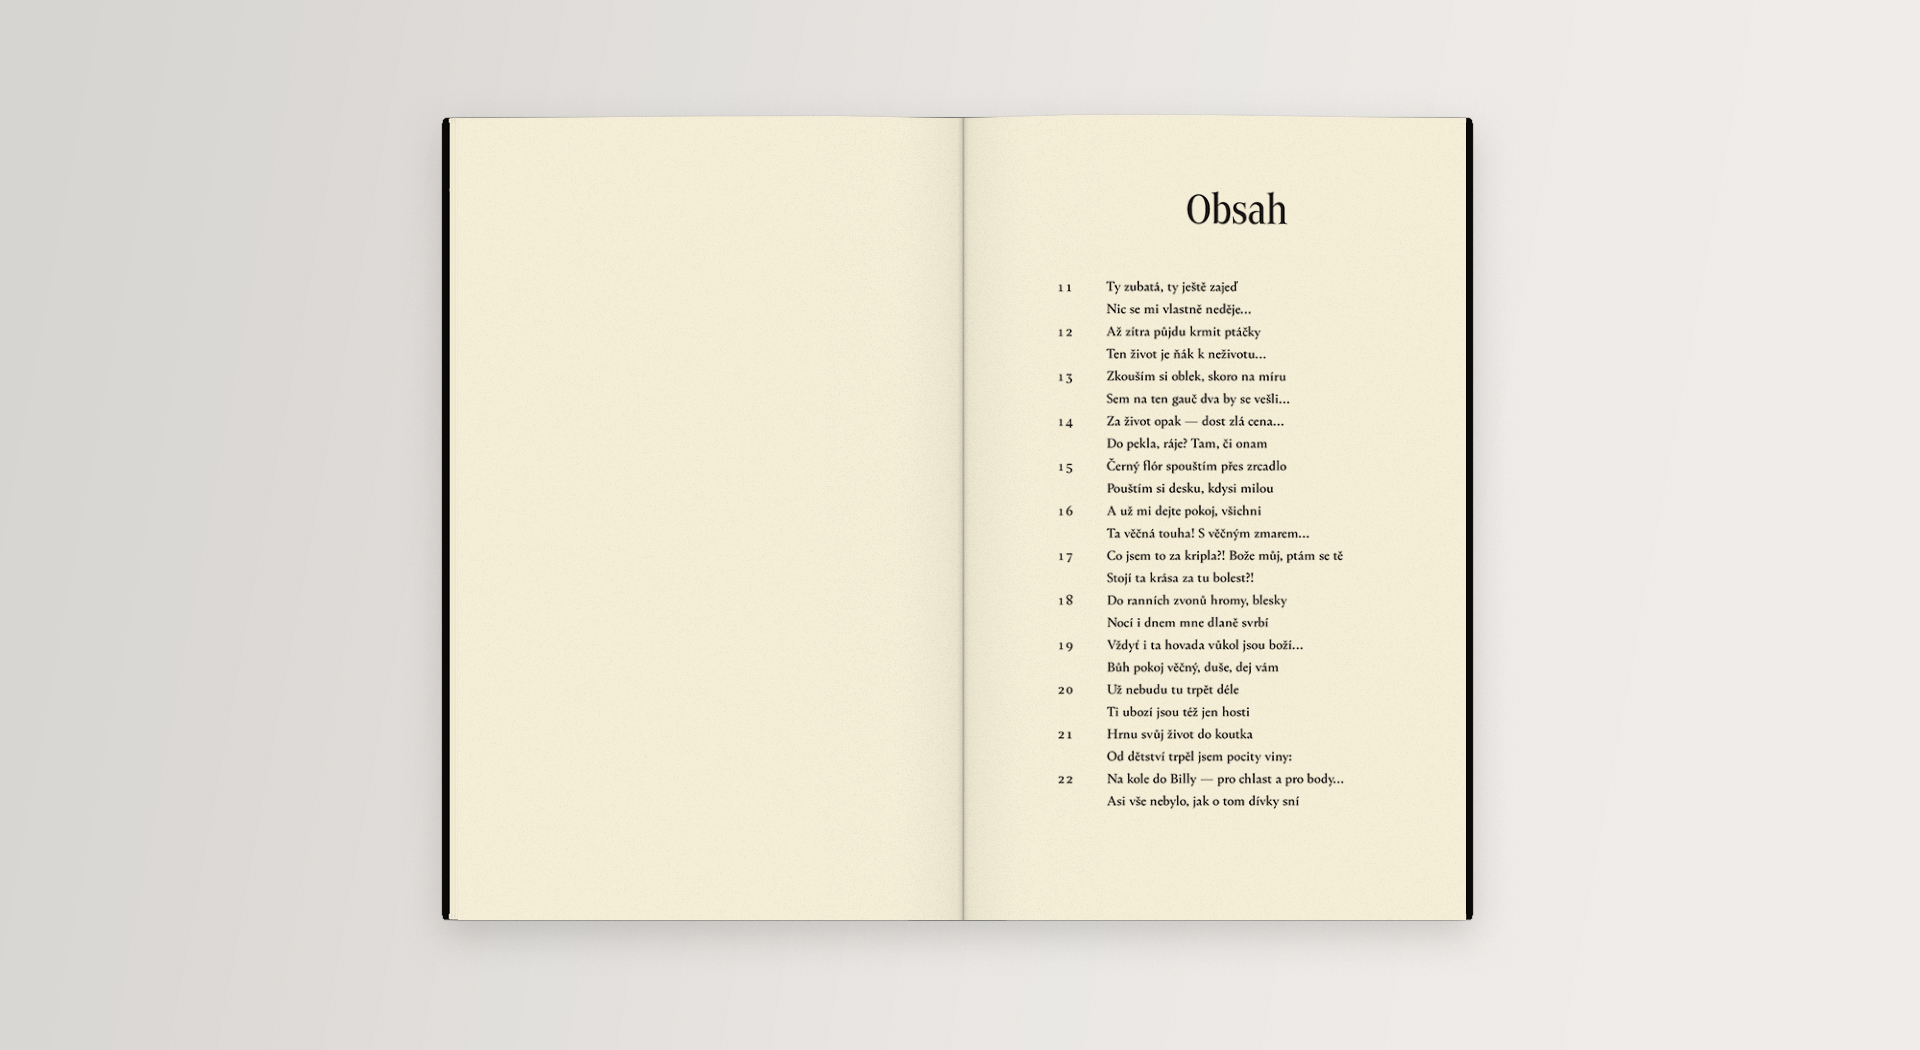 Obsah
11 Ty zubatá, ty ještě zajeď
Nic se mi vlastně neděje...
12 Až zítra půjdu krmit ptáčky
Ten život je ňák k neživotu...
13 Zkouším si oblek, skoro na míru
Sem na ten gauč dva by se vešli...
14 Za život opak — dost zlá cena...
Do pekla, ráje? Tam, či onam
15 Černý flór spouštím přes zrcadlo
Pouštím si desku, kdysi milou
16 A už mi dejte pokoj, všichni
Ta věčná touha! S věčným zmarem...
17 Co jsem to za kripla?! Bože můj, ptám se tě
Stojí ta krása za tu bolest?!
18 Do ranních zvonů hromy, blesky
Nocí i dnem mne dlaně svrbí
19 Vždyť i ta hovada vůkol jsou boží...
Bůh pokoj věčný, duše, dej vám
20 Už nebudu tu trpět déle
Ti ubozí jsou též jen hosti
21 Hrnu svůj život do koutka
Od dětství trpěl jsem pocity viny:
22 Na kole do Billy — pro chlast a pro body...
Asi vše nebylo, jak o tom dívky sní